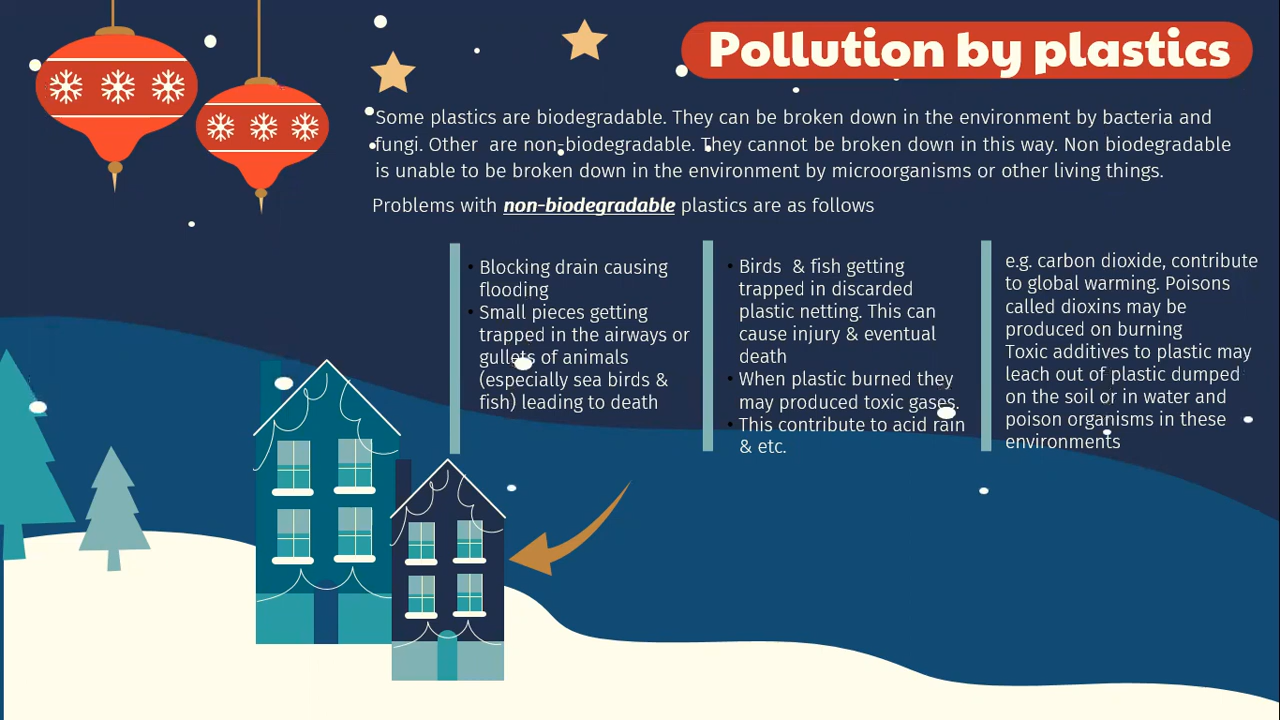 Pollution by plastics
Some plastics are biodegradable. They can be broken down in the environment by bacteria and
fungi. Other  are non-biodegradable. They cannot be broken down in this way. Non biodegradable
is unable to be broken down in the environment by microorganisms or other living things.
Problems with non-biodegradable plastics are as follows
• Blocking drain causing
flooding
• Small pieces getting
trapped in the airways or
gullets of animals
(especially sea birds &
fish) leading to death
• Birds  & fish getting
trapped in discarded
plastic netting. This can
cause injury & eventual
death
• When plastic burned they
may produced toxic gases.
• This contribute to acid rain
& etc.
e.g. carbon dioxide, contribute
to global warming. Poisons
called dioxins may be
produced on burning
Toxic additives to plastic may
leach out of plastic dumped
on the soil or in water and
poison organisms in these
environments